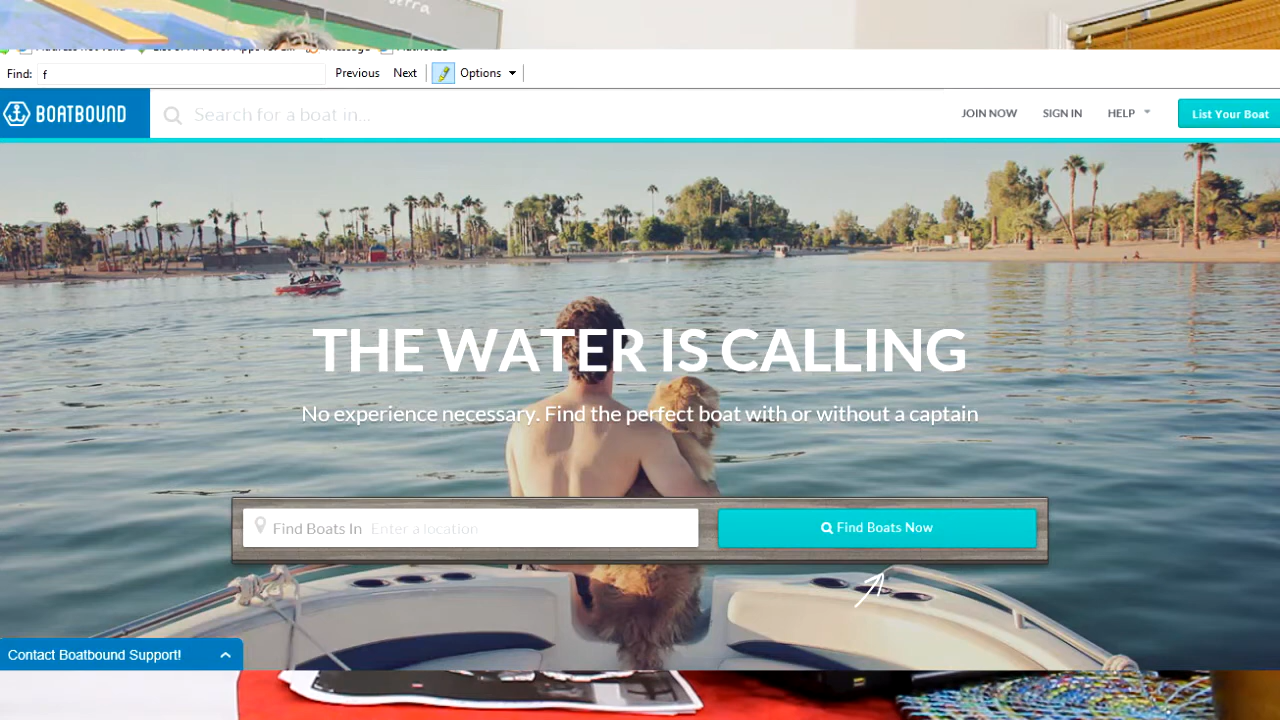 Find: f Previous Next Options
BOATBOUND Search for a boat in... JOIN NOW SIGN IN HELP List Your Boat
THE WATER IS CALLING
No experience necessary. Find the perfect boat with or without a captain
Find Boats In Enter a location Find Boats Now
Contact Boatbound Support!